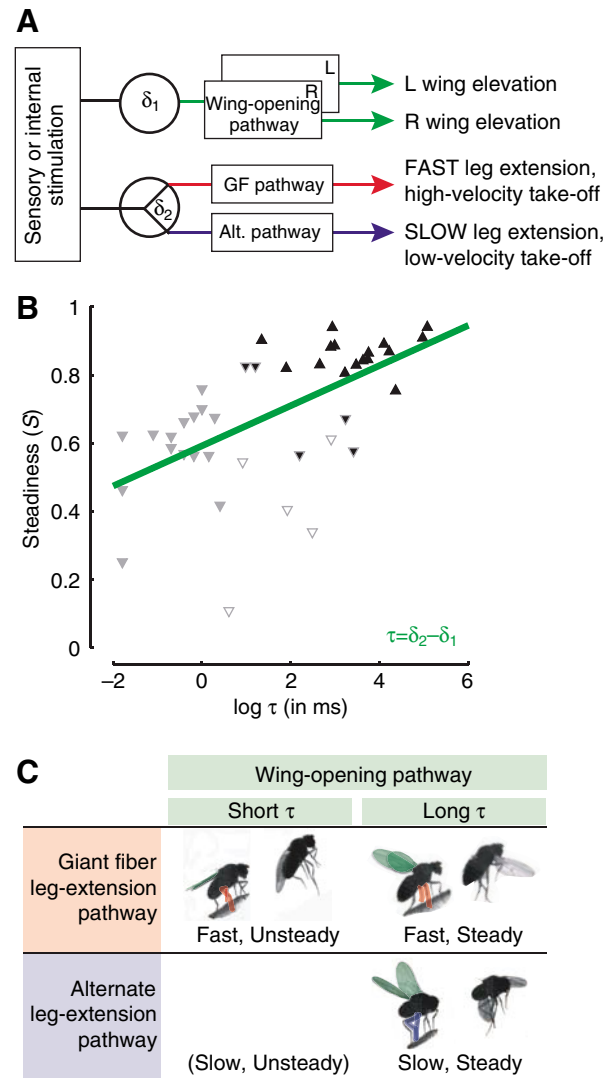 A
Sensory or internal
stimulation
δ1
L
R
Wing-opening
pathway
L wing elevation
R wing elevation
δ2
GF pathway
FAST leg extension,
high-velocity take-off
Alt. pathway
SLOW leg extension,
low-velocity take-off
B
1
0.8
0.6
0.4
0.2
0
Steadiness (S)
τ=δ2–δ1
–2
0
2
4
6
log τ (in ms)
C
Wing-opening pathway
Short τ
Long τ
Giant fiber
leg-extension
pathway
Fast, Unsteady
Fast, Steady
Alternate
leg-extension
pathway
(Slow, Unsteady)
Slow, Steady